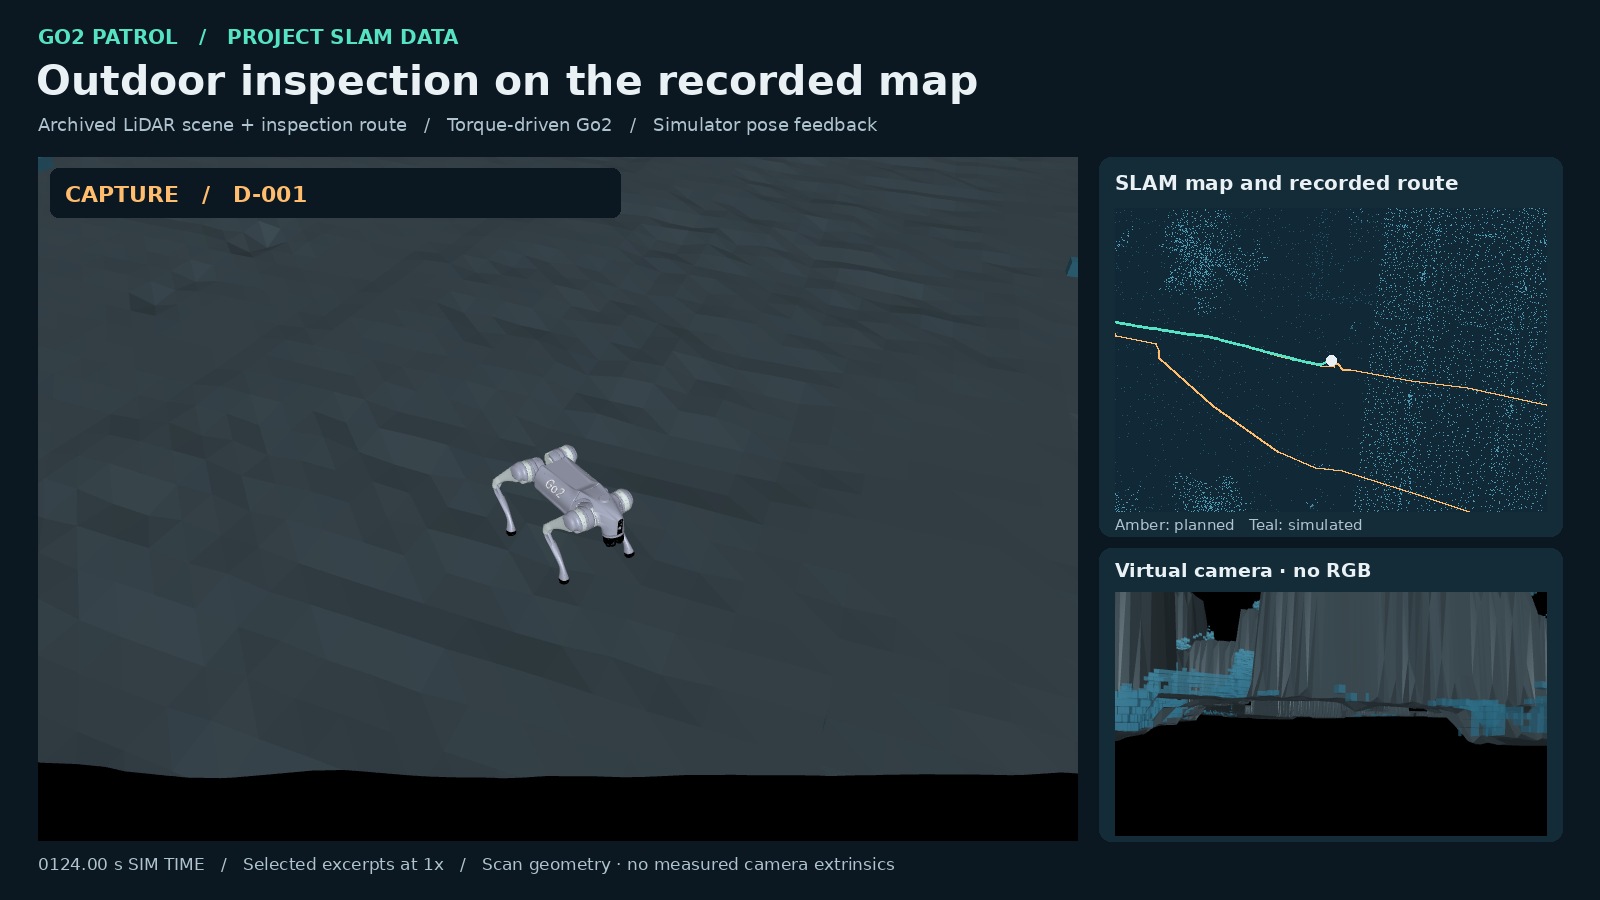 GO2 PATROL / PROJECT SLAM DATA
Outdoor inspection on the recorded map
Archived LiDAR scene + inspection route / Torque-driven Go2 / Simulator pose feedback
CAPTURE / D-001
Go2
SLAM map and recorded route
Amber: planned Teal: simulated
Virtual camera · no RGB
0124.00 s SIM TIME / Selected excerpts at 1x / Scan geometry · no measured camera extrinsics